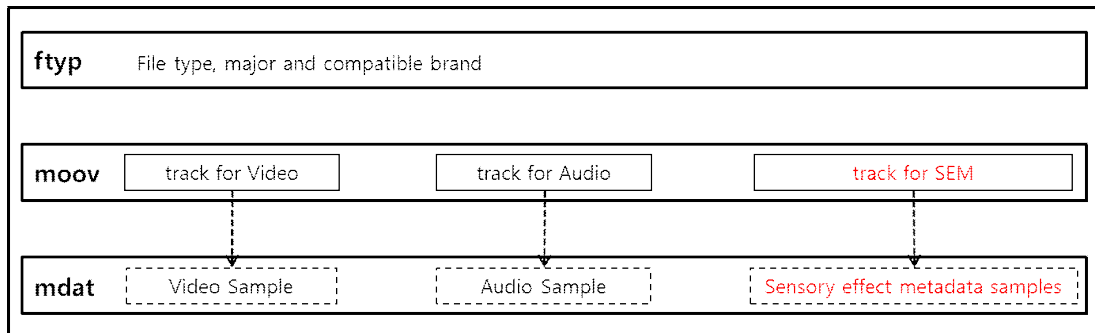 ftyp File type, major and compatible brand
moov track for Video track for Audio track for SEM
mdat Video Sample Audio Sample Sensory effect metadata samples